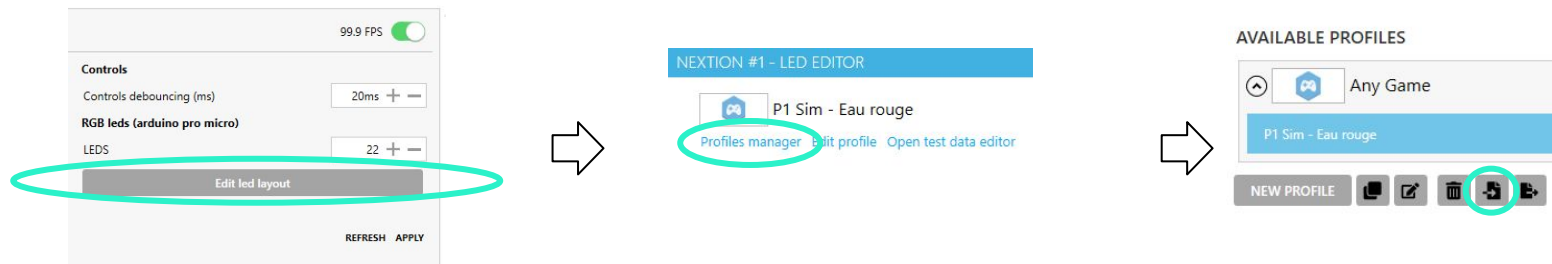 99.9 FPS
Controls
Controls debouncing (ms) 20ms
RGB leds (arduino pro micro)
LEDS 22
Edit led layout
REFRESH APPLY
NEXTION #1 - LED EDITOR
P1 Sim - Eau rouge
Profiles manager Edit profile Open test data editor
AVAILABLE PROFILES
Any Game
P1 Sim - Eau rouge
NEW PROFILE